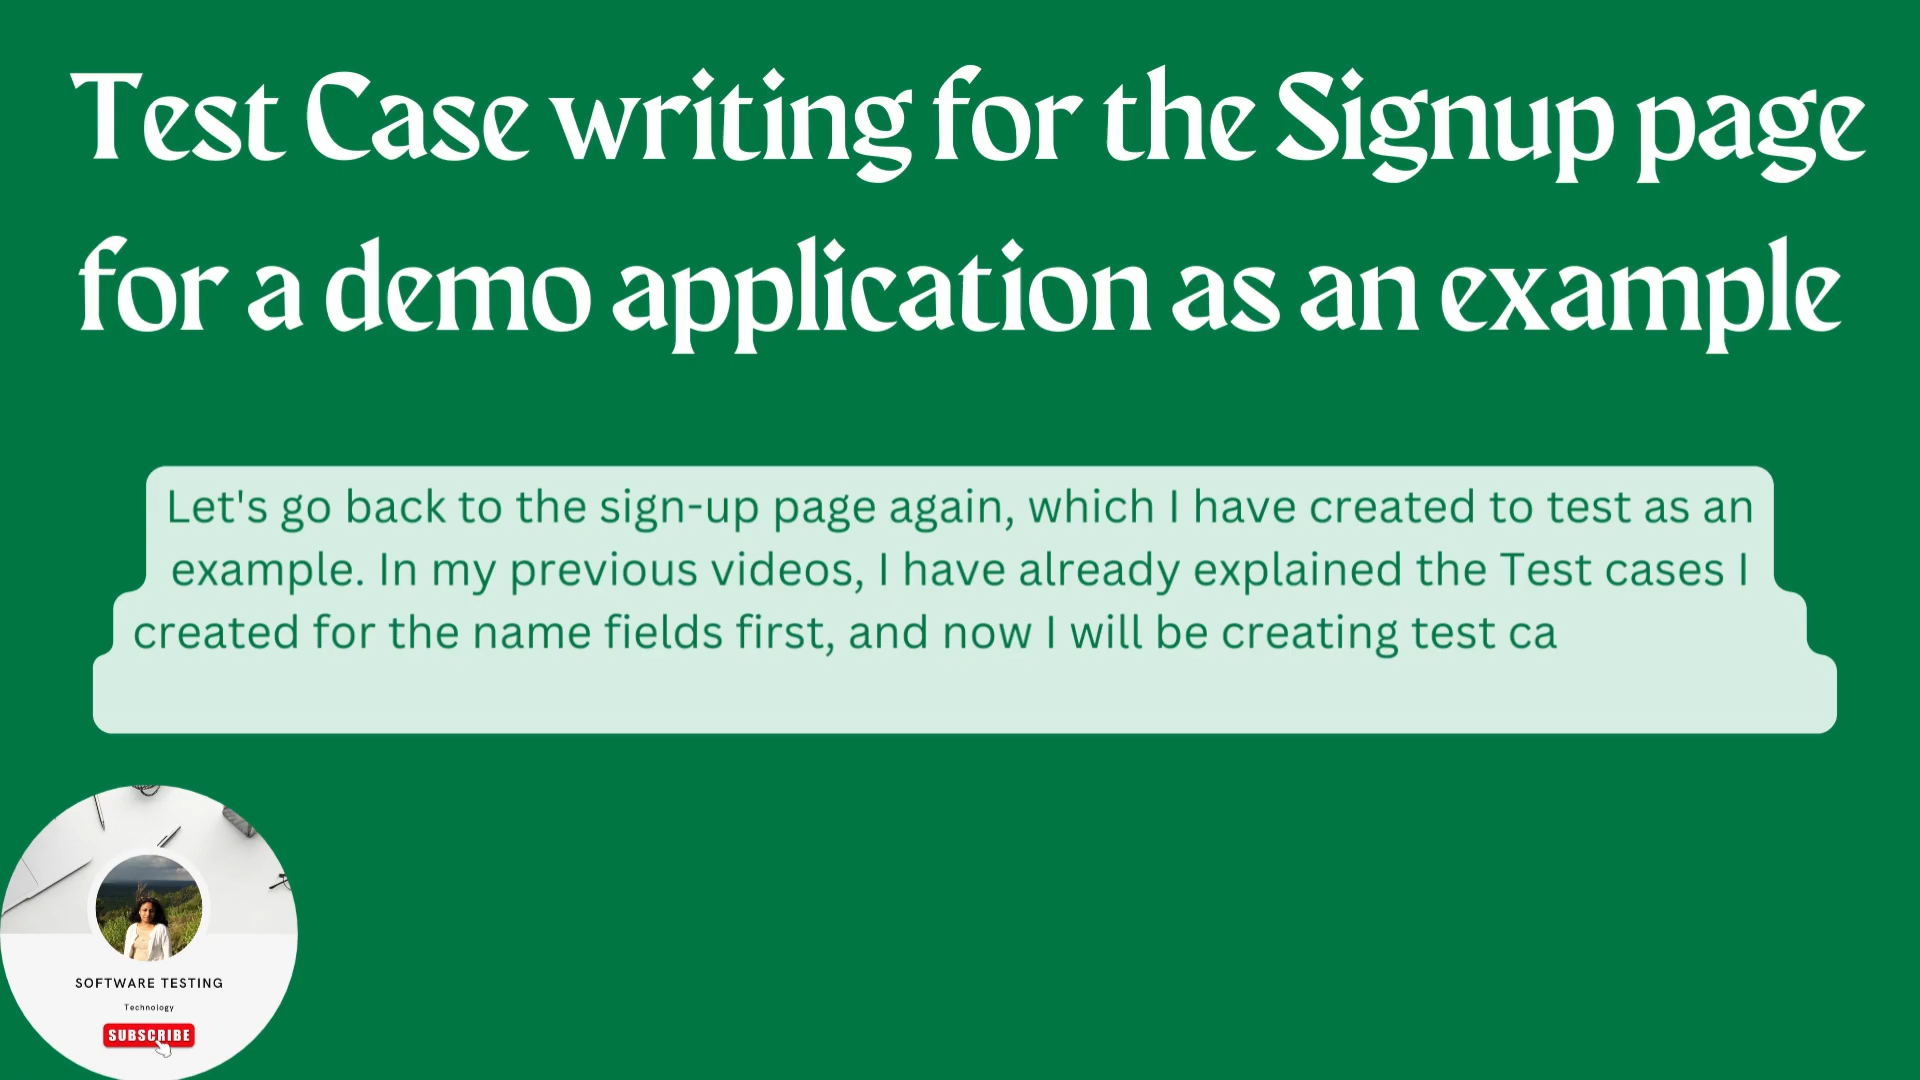 Test Case writing for the Signup page
for a demo application as an example
Let's go back to the sign-up page again, which I have created to test as an
example. In my previous videos, I have already explained the Test cases I
created for the name fields first, and now I will be creating test ca
SOFTWARE TESTING
Technology
SUBSCRIBE